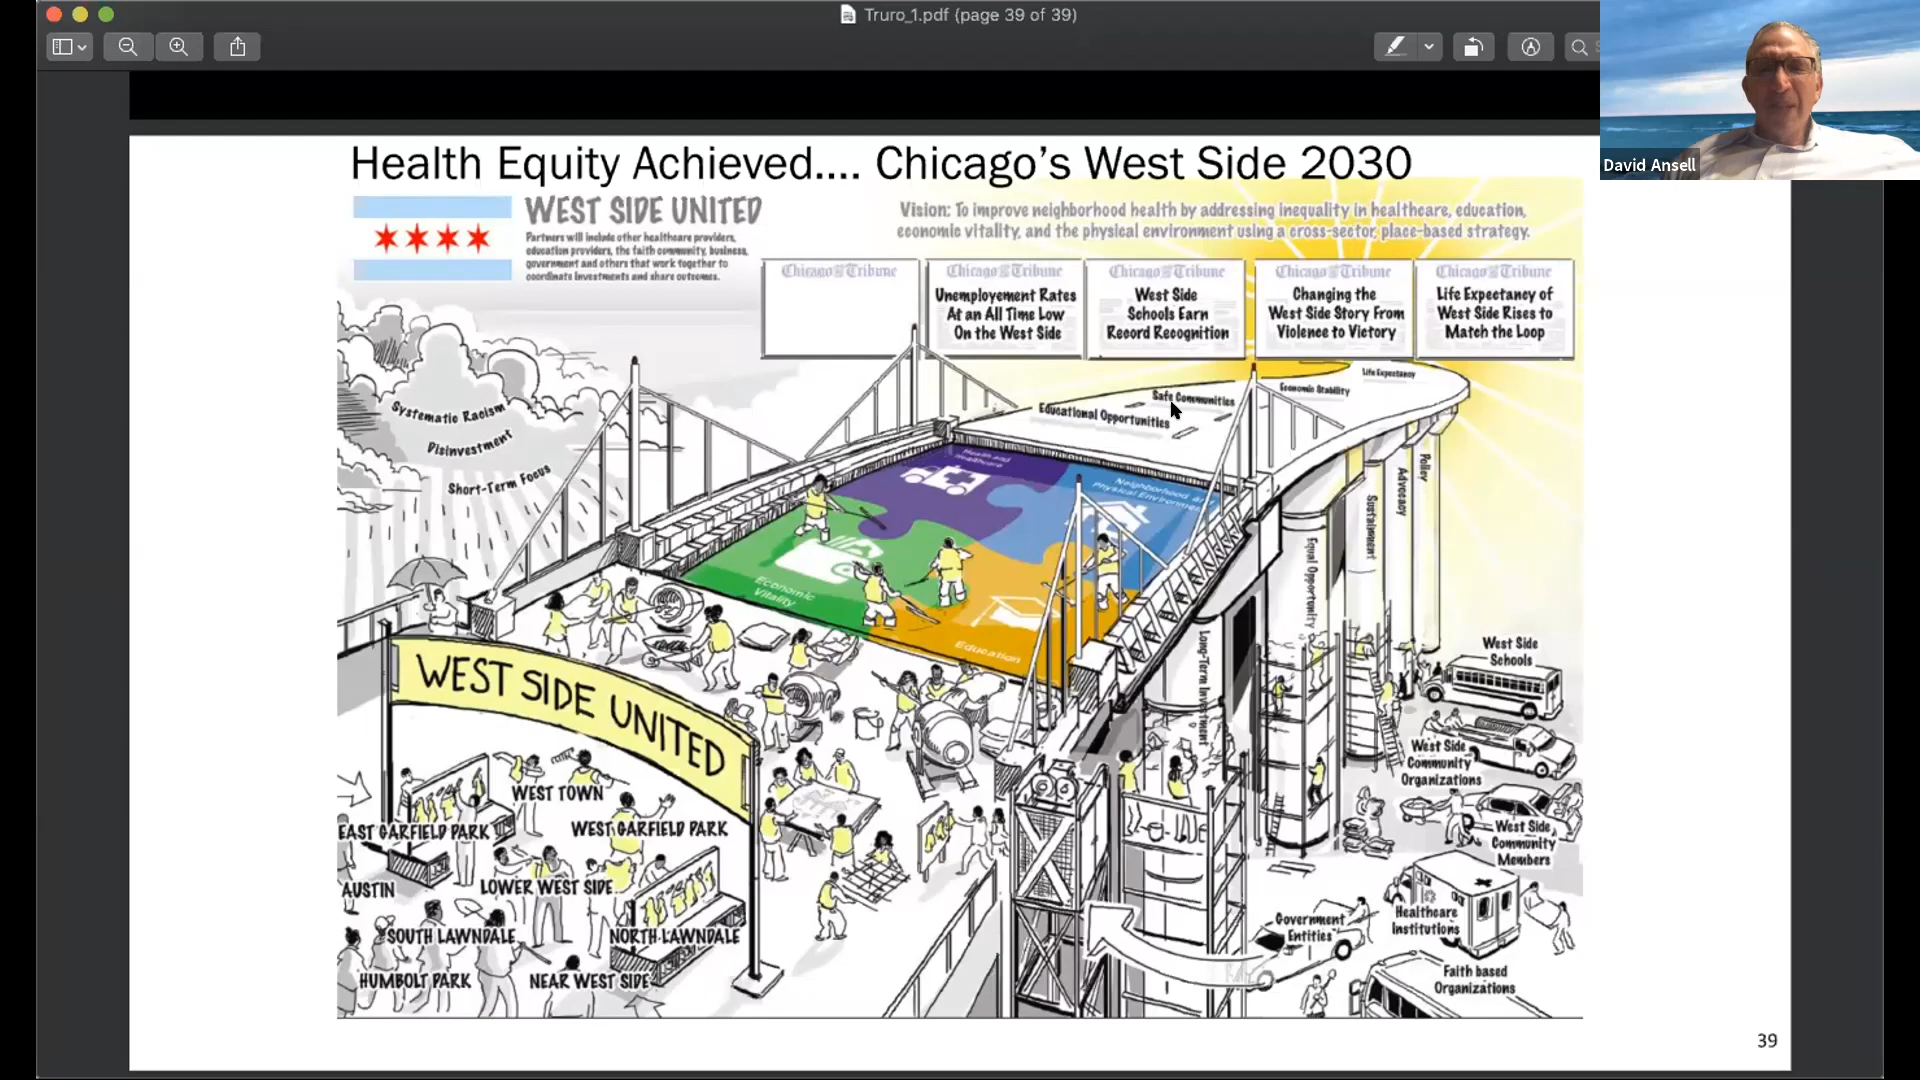 Truro_1.pdf (page 39 of 39)
David Ansell
Health Equity Achieved.... Chicago's West Side 2030
WEST SIDE UNITED
Partners will include other healthcare providers,
education providers, the faith community, business,
government and others that work together to
coordinate investments and share outcomes.
Vision: To improve neighborhood health by addressing inequality in healthcare, education,
economic vitality, and the physical environment using a cross-sector, place-based strategy.
Chicago Tribune
Chicago Tribune
Unemployement Rates
At an All Time Low
On the West Side
Chicago Tribune
West Side
Schools Earn
Record Recognition
Chicago Tribune
Changing the
West Side Story From
Violence to Victory
Chicago Tribune
Life Expectancy of
West Side Rises to
Match the Loop
Systematic Racism
Disinvestment
Short-Term Focus
Life Expectancy
Economic Stability
Safe Communities
Educational Opportunities
Health and
Healthcare
Neighborhood and
Physical Environment
Economic
Vitality
Education
Policy
Advocacy
Sustainment
Equal Opportunity
Long-Term Investment
WEST SIDE UNITED
WEST TOWN
EAST GARFIELD PARK
WEST GARFIELD PARK
AUSTIN
LOWER WEST SIDE
SOUTH LAWNDALE
NORTH LAWNDALE
HUMBOLT PARK
NEAR WEST SIDE
West Side
Schools
West Side
Community
Organizations
West Side
Community
Members
Government
Entities
Healthcare
Institutions
Faith based
Organizations
39